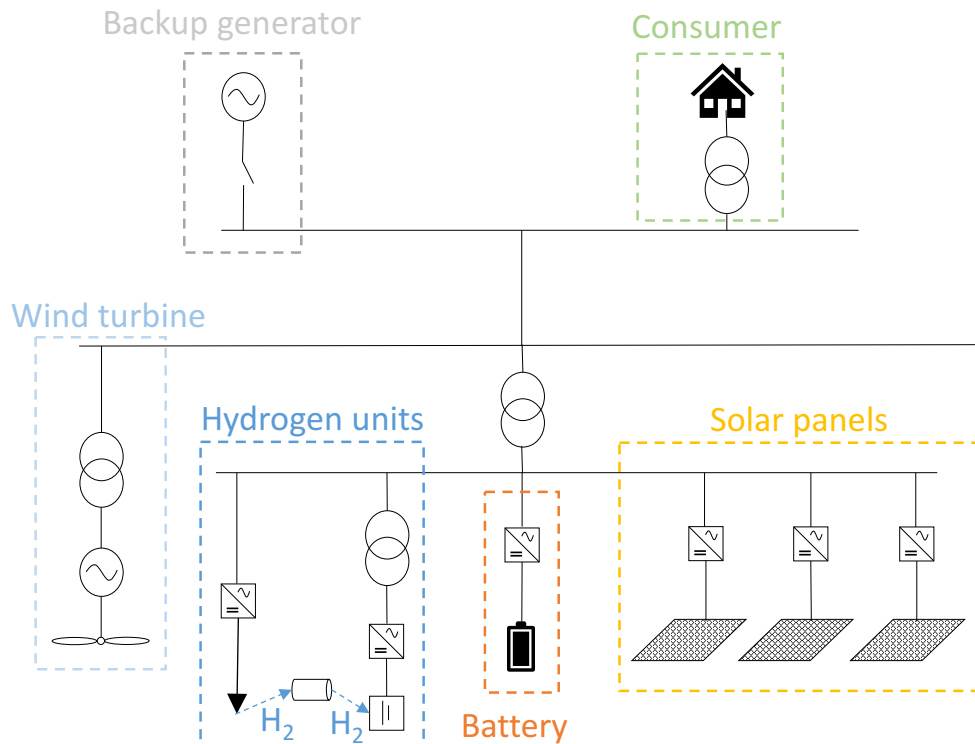 Backup generator
Consumer
Wind turbine
Hydrogen units
Solar panels
H₂
H₂
Battery